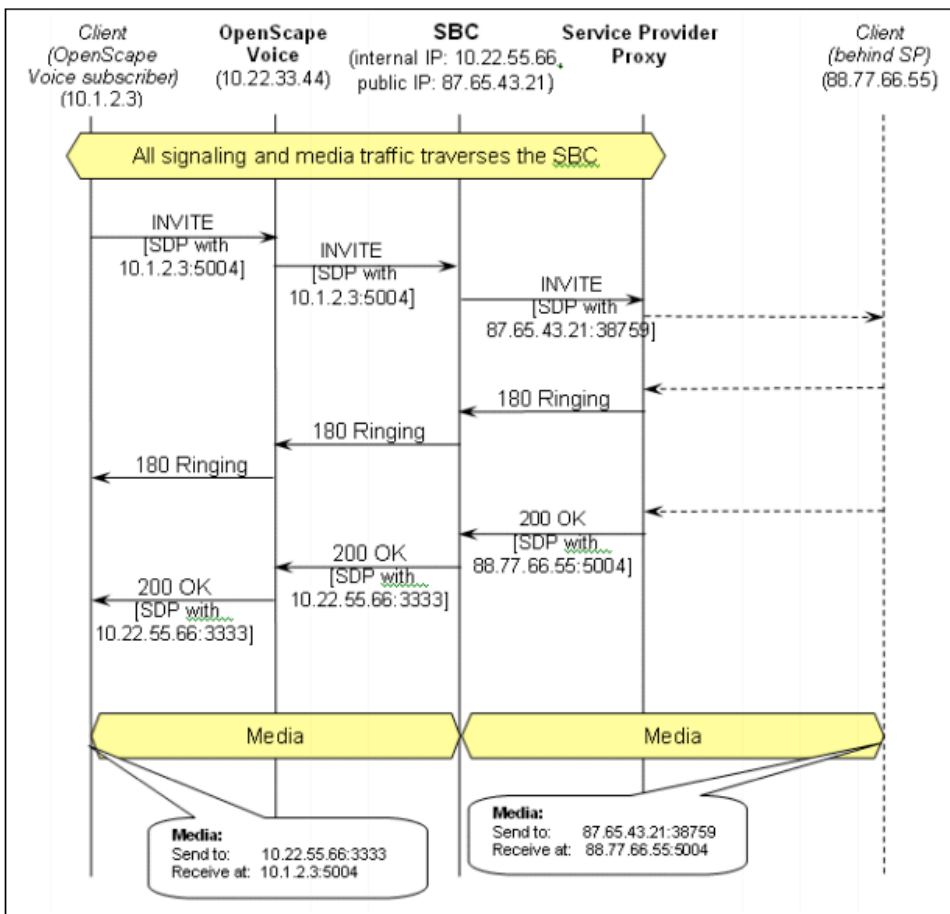 Client
(OpenScape
Voice subscriber)
(10.1.2.3)
OpenScape
Voice
(10.22.33.44)
SBC
(internal IP: 10.22.55.66,
public IP: 87.65.43.21)
Service Provider
Proxy
Client
(behind SP)
(88.77.66.55)
All signaling and media traffic traverses the SBC
INVITE
[SDP with
10.1.2.3:5004]
INVITE
[SDP with
10.1.2.3:5004]
INVITE
[SDP with
87.65.43.21:38759]
180 Ringing
180 Ringing
180 Ringing
200 OK
[SDP with
88.77.66.55:5004]
200 OK
[SDP with
10.22.55.66:3333]
200 OK
[SDP with
10.22.55.66:3333]
Media
Media
Media:
Send to: 10.22.55.66:3333
Receive at: 10.1.2.3:5004
Media:
Send to: 87.65.43.21:38759
Receive at: 88.77.66.55:5004